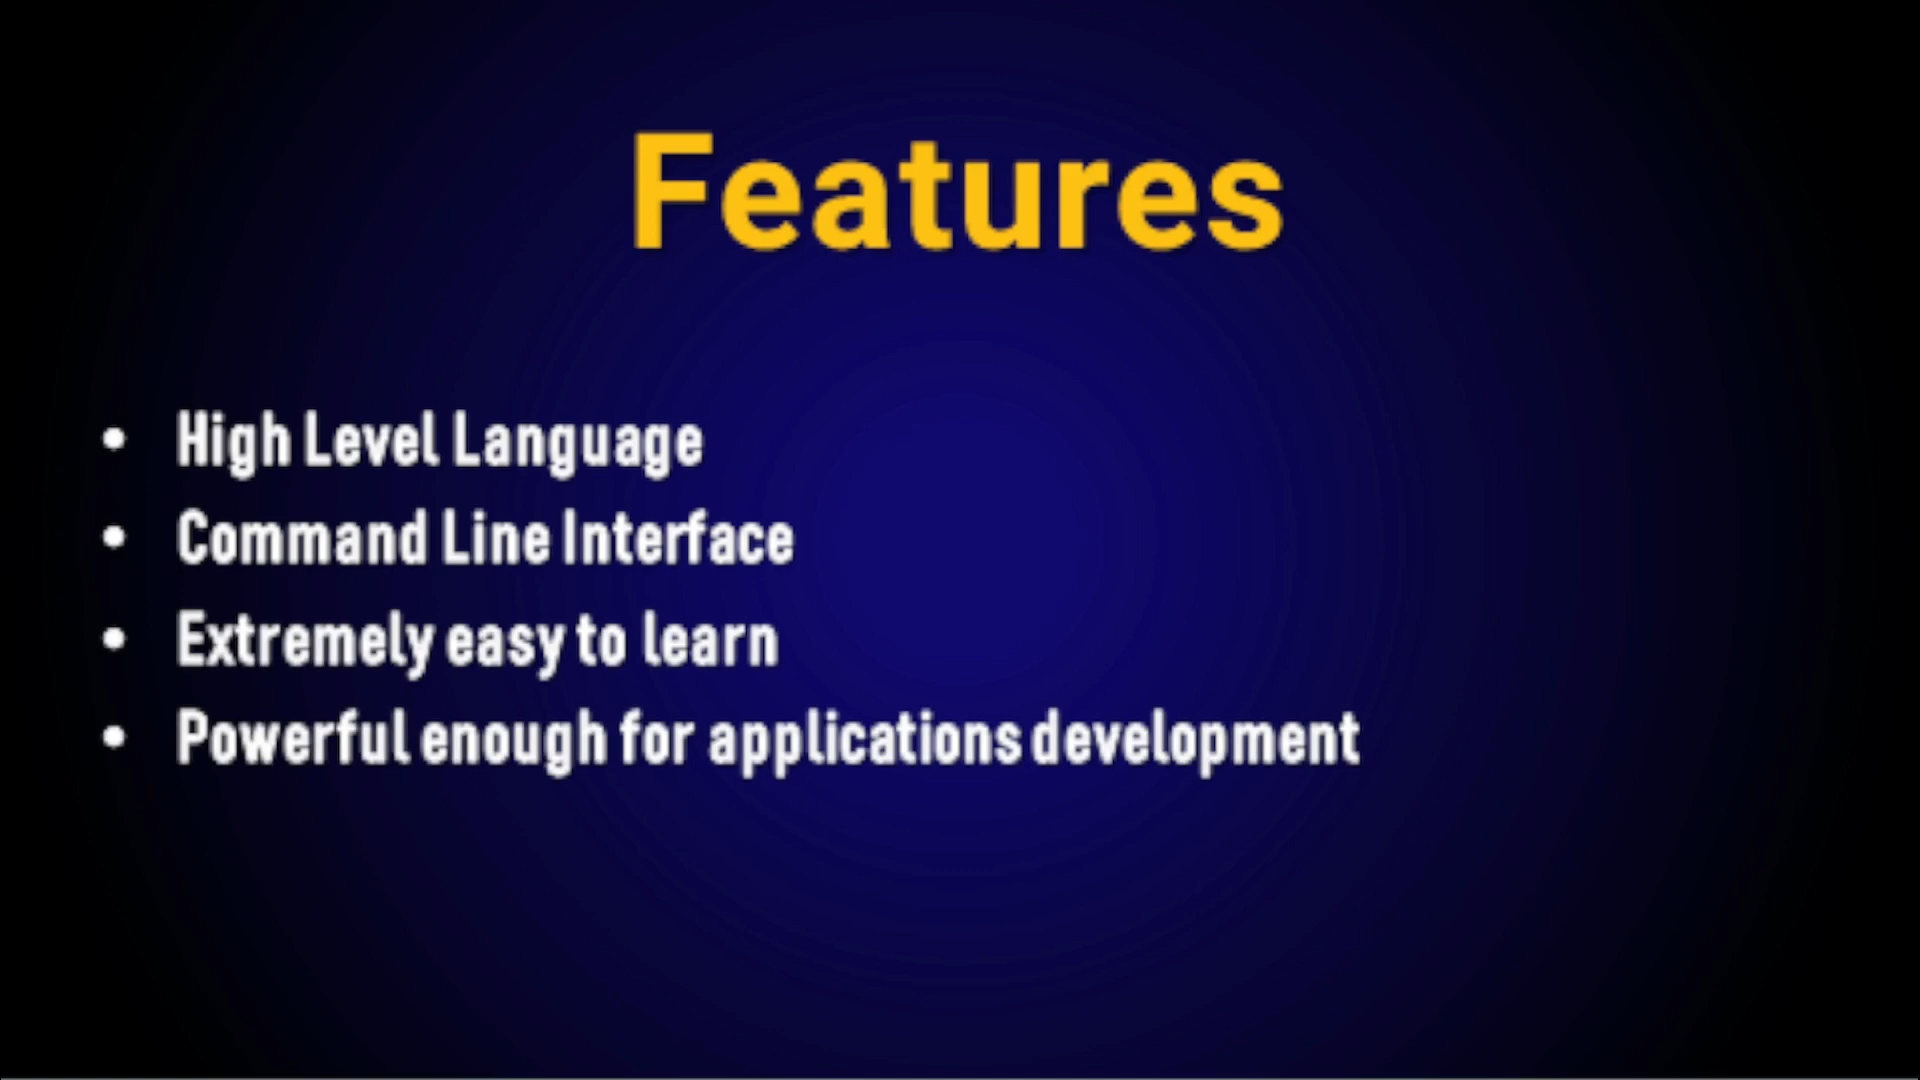 Features
• High Level Language
• Command Line Interface
• Extremely easy to learn
• Powerful enough for applications development